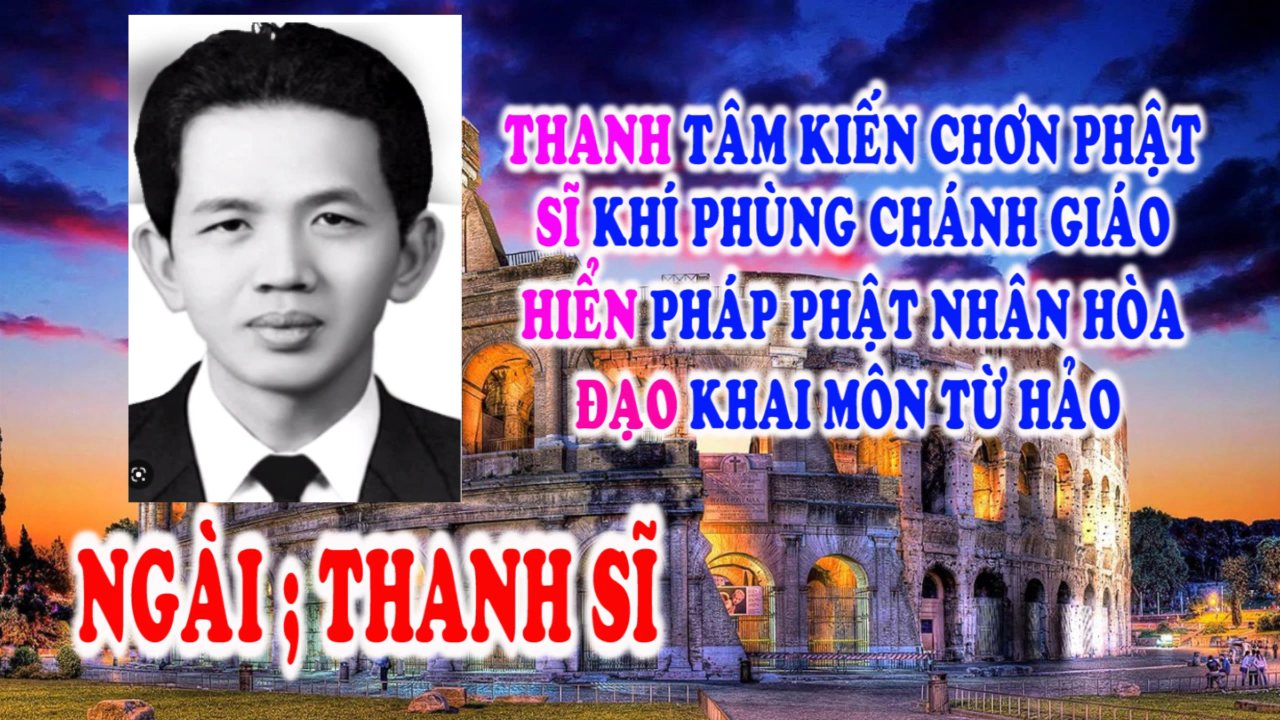 THANH TÂM KIẾN CHƠN PHẬT
SĨ KHÍ PHÙNG CHÁNH GIÁO
HIỂN PHÁP PHẬT NHÂN HÒA
ĐẠO KHAI MÔN TỪ HẢO
NGÀI ; THANH SĨ